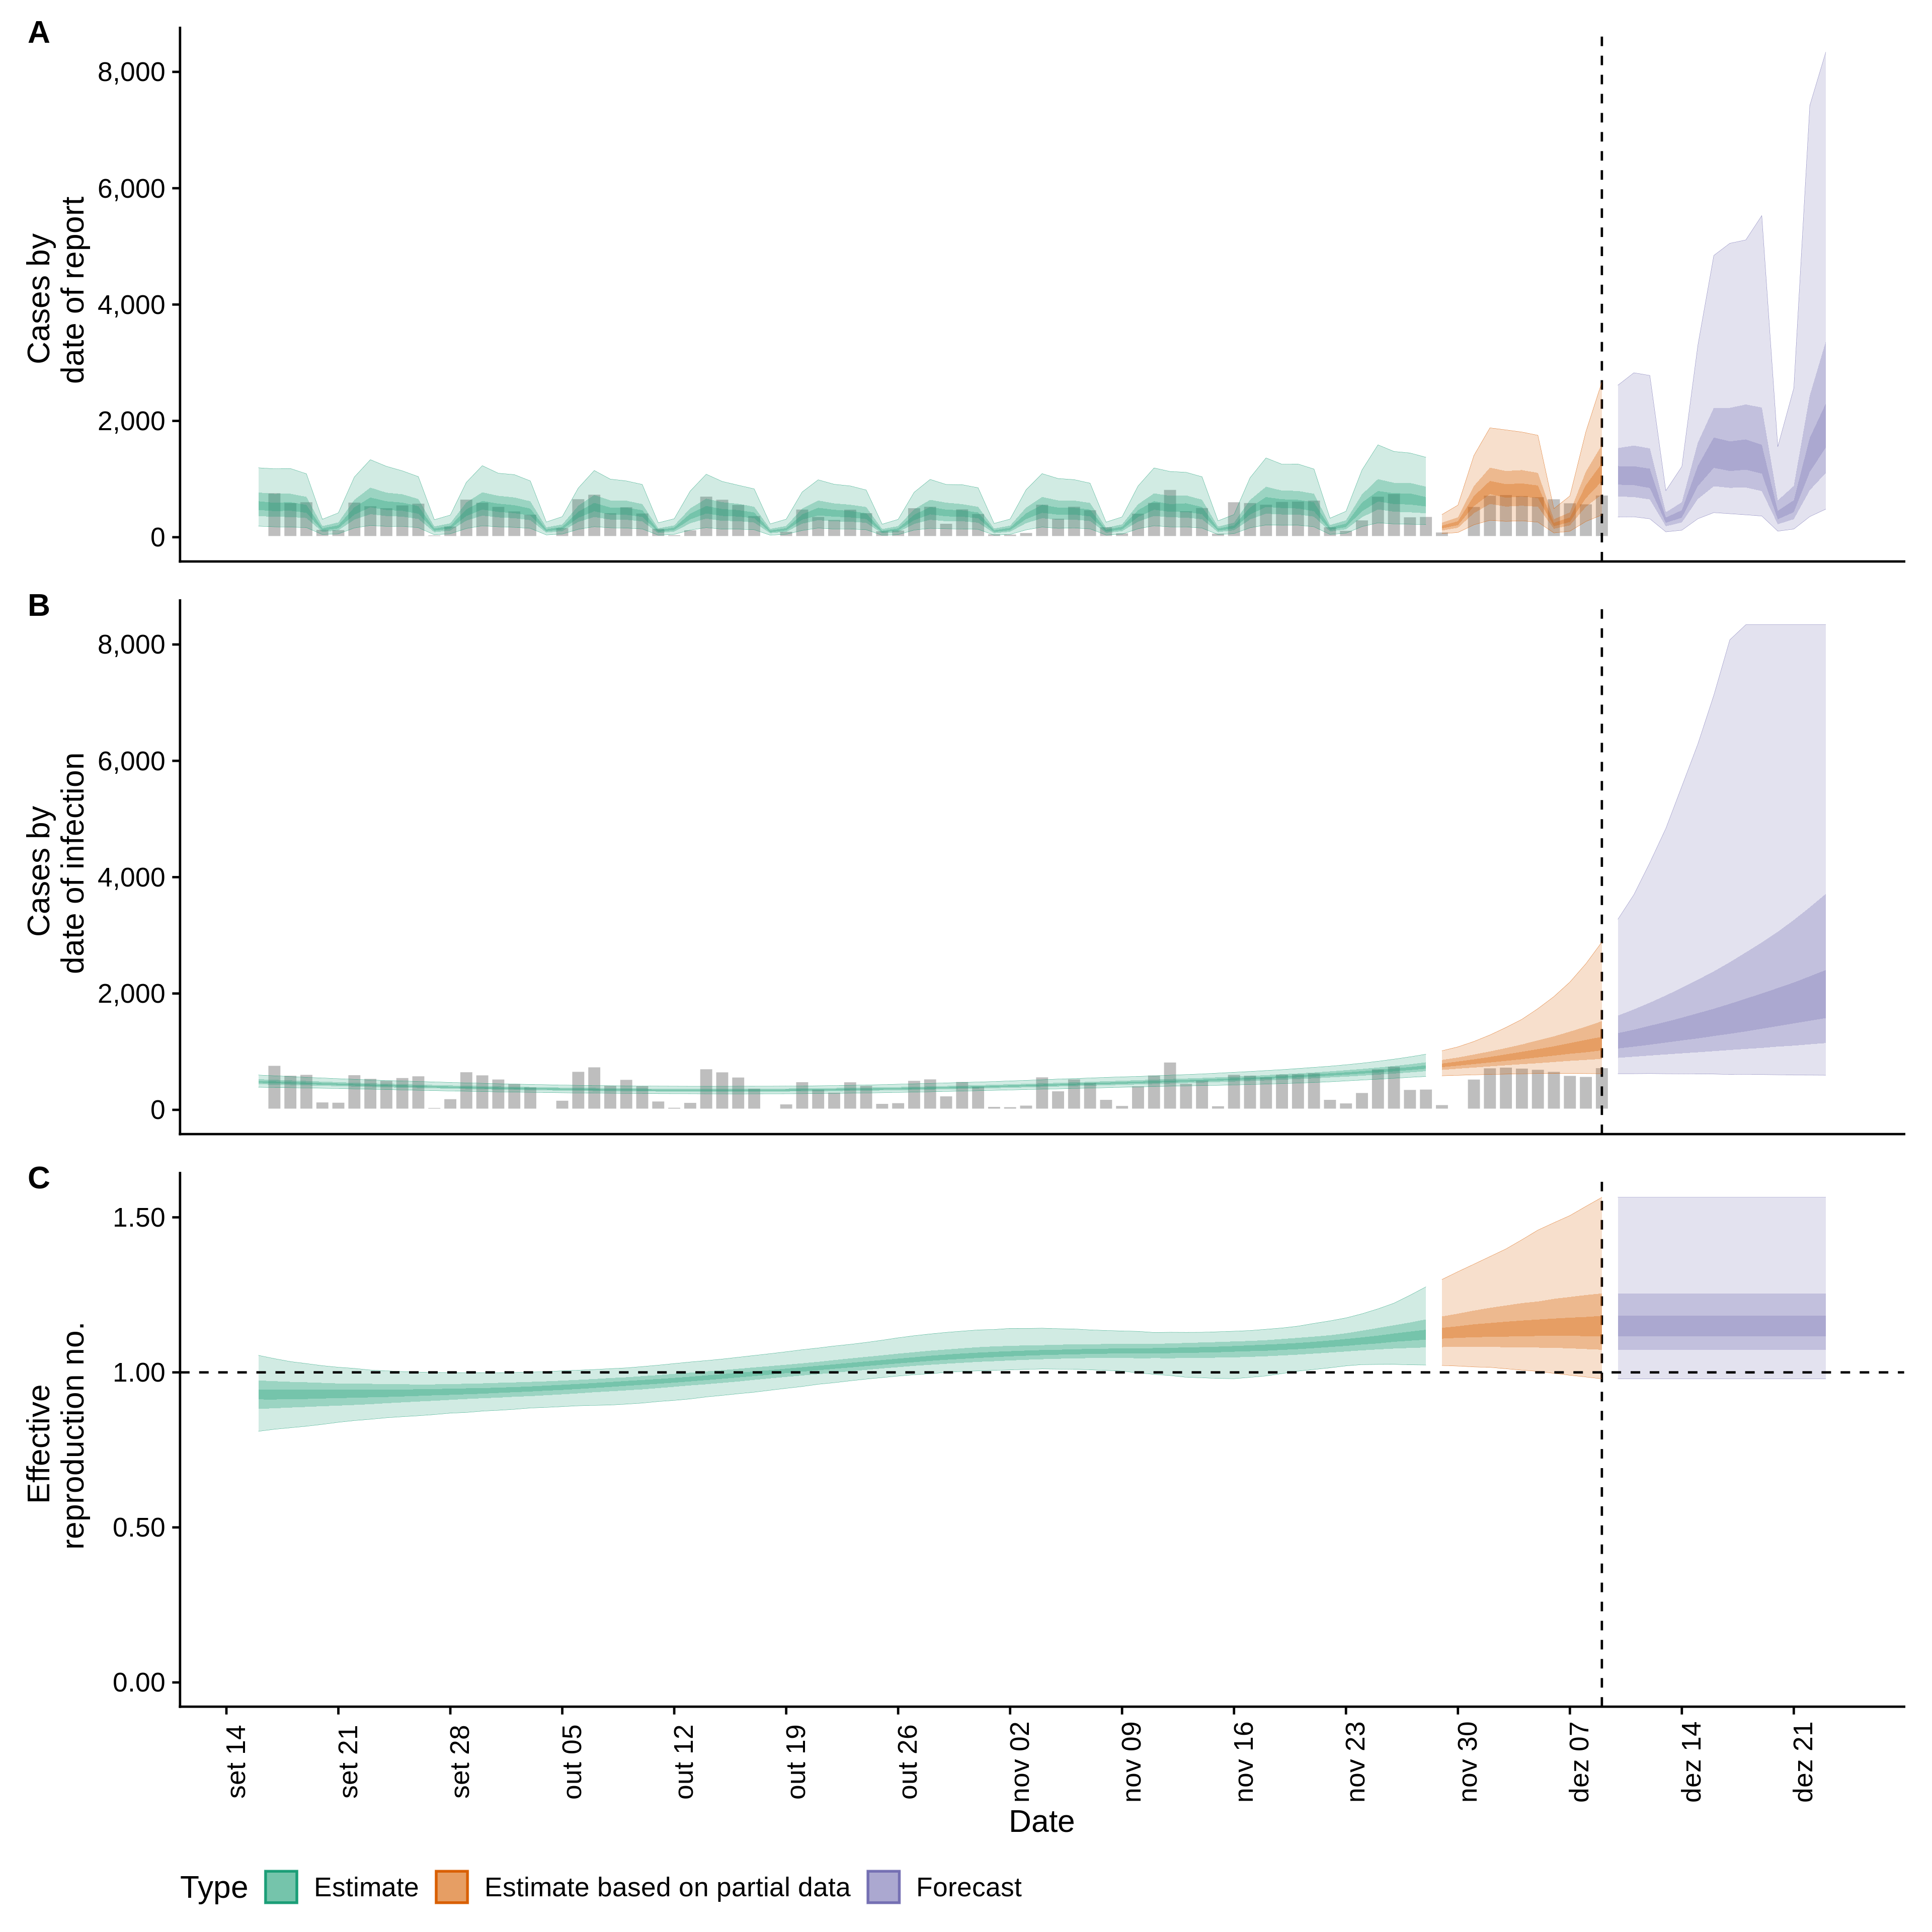 A
8,000
6,000
4,000
2,000
0
Cases by
date of report
B
8,000
6,000
4,000
2,000
0
Cases by
date of infection
C
1.50
1.00
0.50
0.00
Effective
reproduction no.
set 14
set 21
set 28
out 05
out 12
out 19
out 26
nov 02
nov 09
nov 16
nov 23
nov 30
dez 07
dez 14
dez 21
Date
Type Estimate Estimate based on partial data Forecast